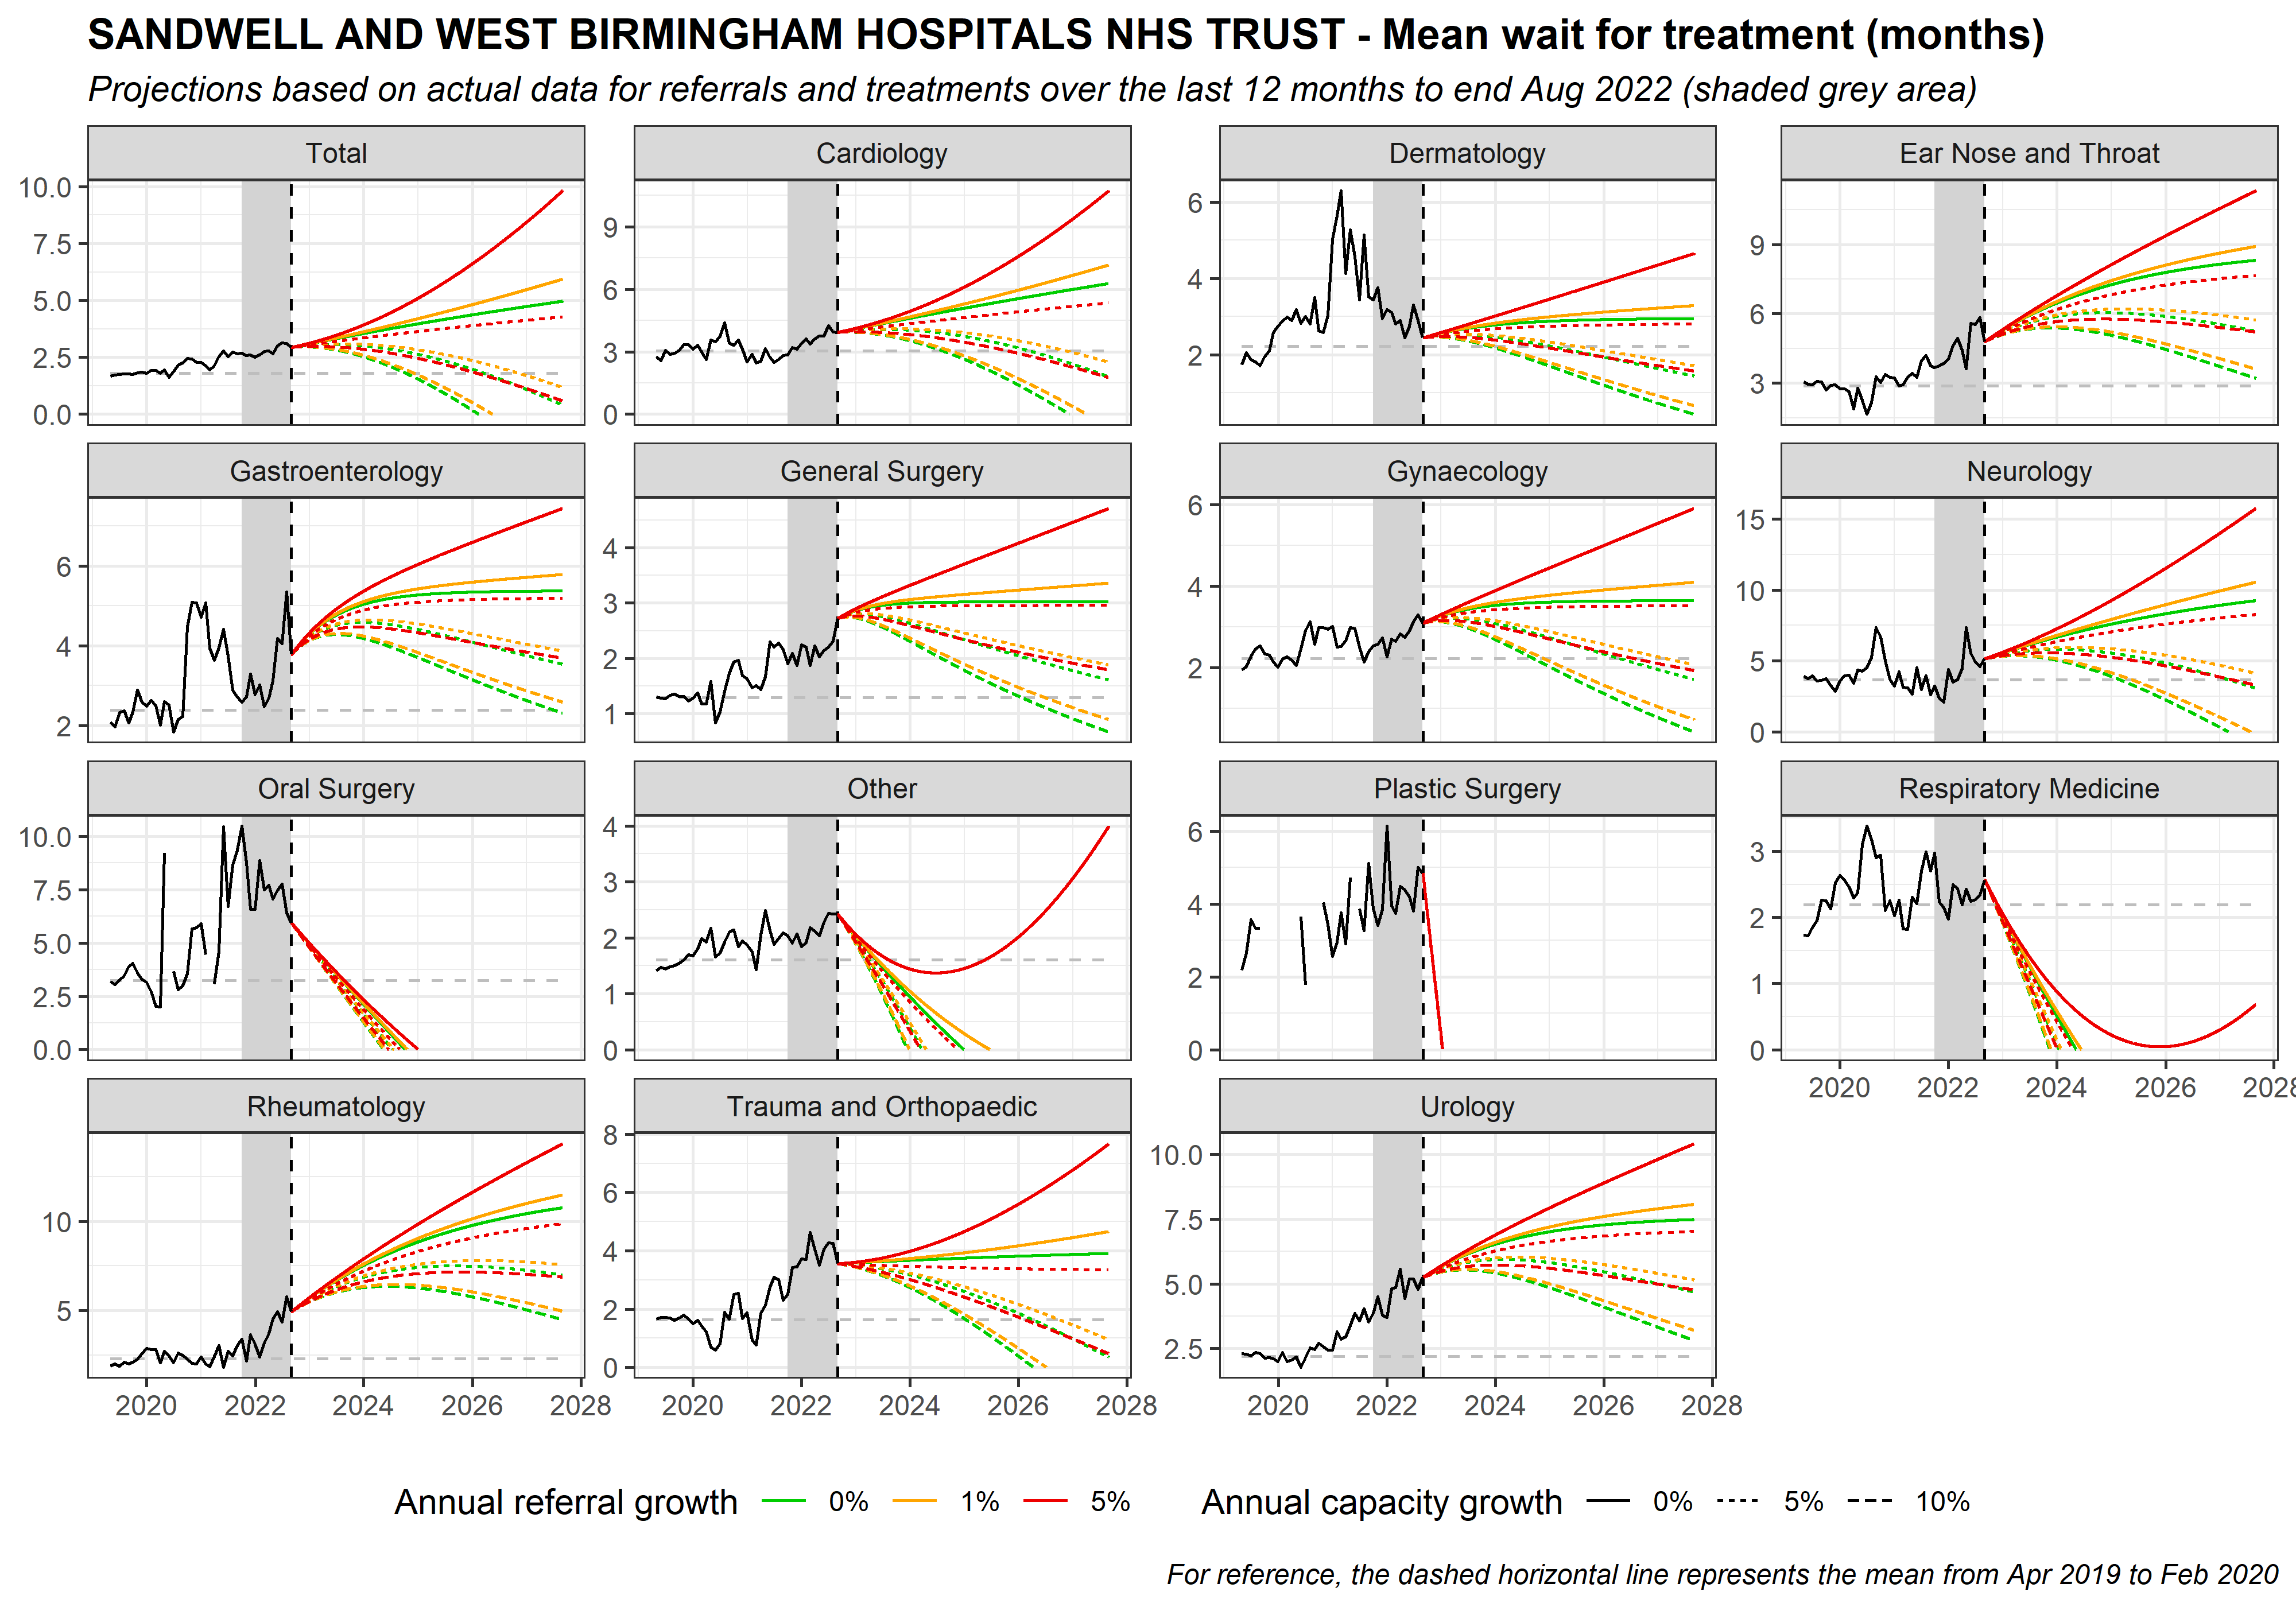 SANDWELL AND WEST BIRMINGHAM HOSPITALS NHS TRUST - Mean wait for treatment (months)
Projections based on actual data for referrals and treatments over the last 12 months to end Aug 2022 (shaded grey area)
Total
10.0
7.5
5.0
2.5
0.0
Cardiology
9
6
3
0
Dermatology
6
4
2
Ear Nose and Throat
9
6
3
Gastroenterology
6
4
2
General Surgery
4
3
2
1
Gynaecology
6
4
2
Neurology
15
10
5
0
Oral Surgery
10.0
7.5
5.0
2.5
0.0
Other
4
3
2
1
0
Plastic Surgery
6
4
2
0
Respiratory Medicine
3
2
1
0
2020 2022 2024 2026 2028
Rheumatology
10
5
2020 2022 2024 2026 2028
Trauma and Orthopaedic
8
6
4
2
0
2020 2022 2024 2026 2028
Urology
10.0
7.5
5.0
2.5
2020 2022 2024 2026 2028
Annual referral growth 0% 1% 5%
Annual capacity growth 0% 5% 10%
For reference, the dashed horizontal line represents the mean from Apr 2019 to Feb 2020